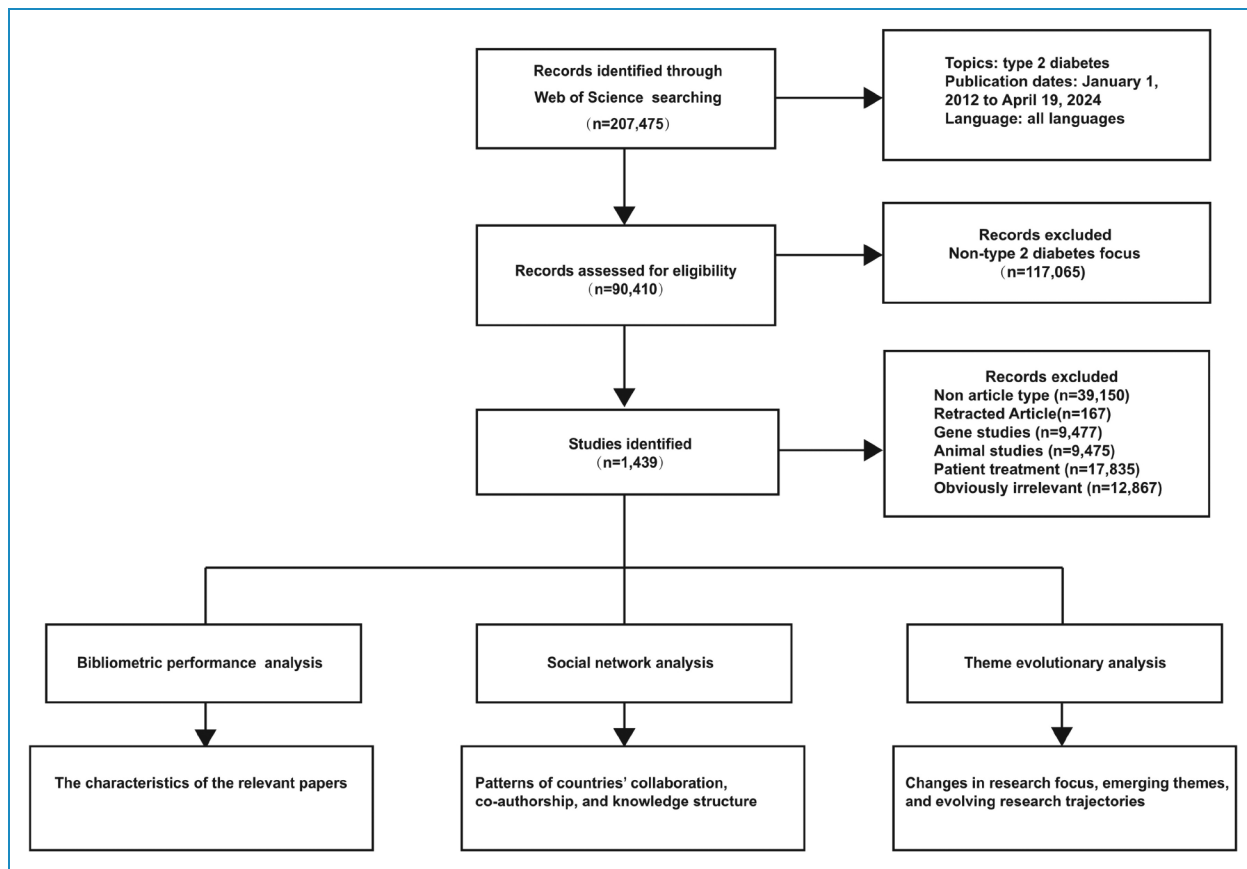 Records identified through
Web of Science searching
（n=207,475）
Topics: type 2 diabetes
Publication dates: January 1,
2012 to April 19, 2024
Language: all languages
Records assessed for eligibility
（n=90,410）
Records excluded
Non-type 2 diabetes focus
（n=117,065）
Studies identified
（n=1,439）
Records excluded
Non article type (n=39,150)
Retracted Article(n=167)
Gene studies (n=9,477)
Animal studies (n=9,475)
Patient treatment (n=17,835)
Obviously irrelevant (n=12,867)
Bibliometric performance analysis
Social network analysis
Theme evolutionary analysis
The characteristics of the relevant papers
Patterns of countries’ collaboration,
co-authorship, and knowledge structure
Changes in research focus, emerging themes,
and evolving research trajectories